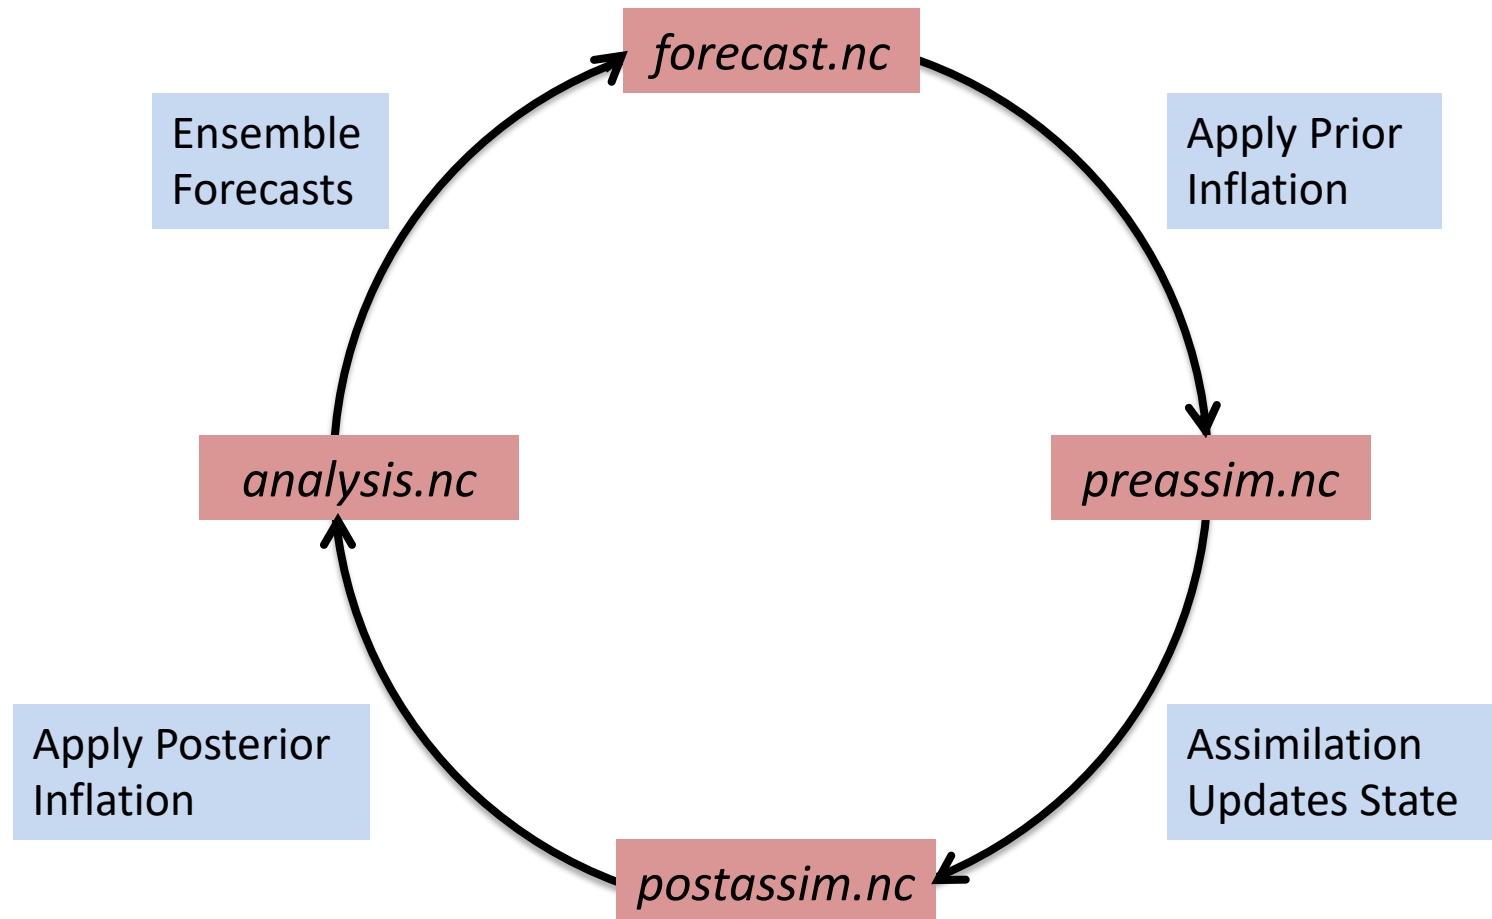 forecast.nc
Ensemble
Forecasts
Apply Prior
Inflation
analysis.nc
preassim.nc
Apply Posterior
Inflation
Assimilation
Updates State
postassim.nc